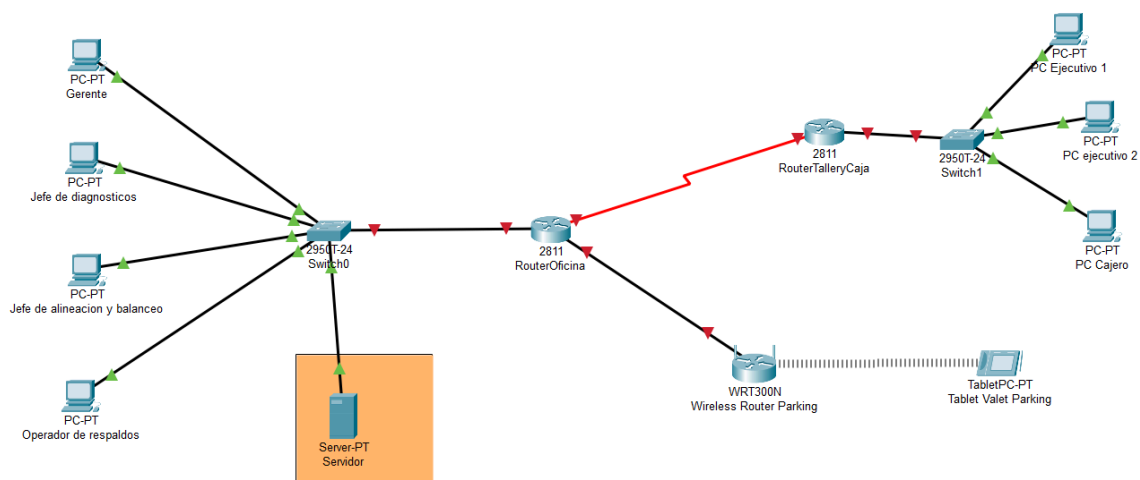 PC-PT
Gerente
PC-PT
Jefe de diagnosticos
PC-PT
Jefe de alineacion y balanceo
PC-PT
Operador de respaldos
2950T-24
Switch0
Server-PT
Servidor
2811
RouterOficina
2811
RouterTalleryCaja
2950T-24
Switch1
PC-PT
PC Ejecutivo 1
PC-PT
PC ejecutivo 2
PC-PT
PC Cajero
WRT300N
Wireless Router Parking
TabletPC-PT
Tablet Valet Parking